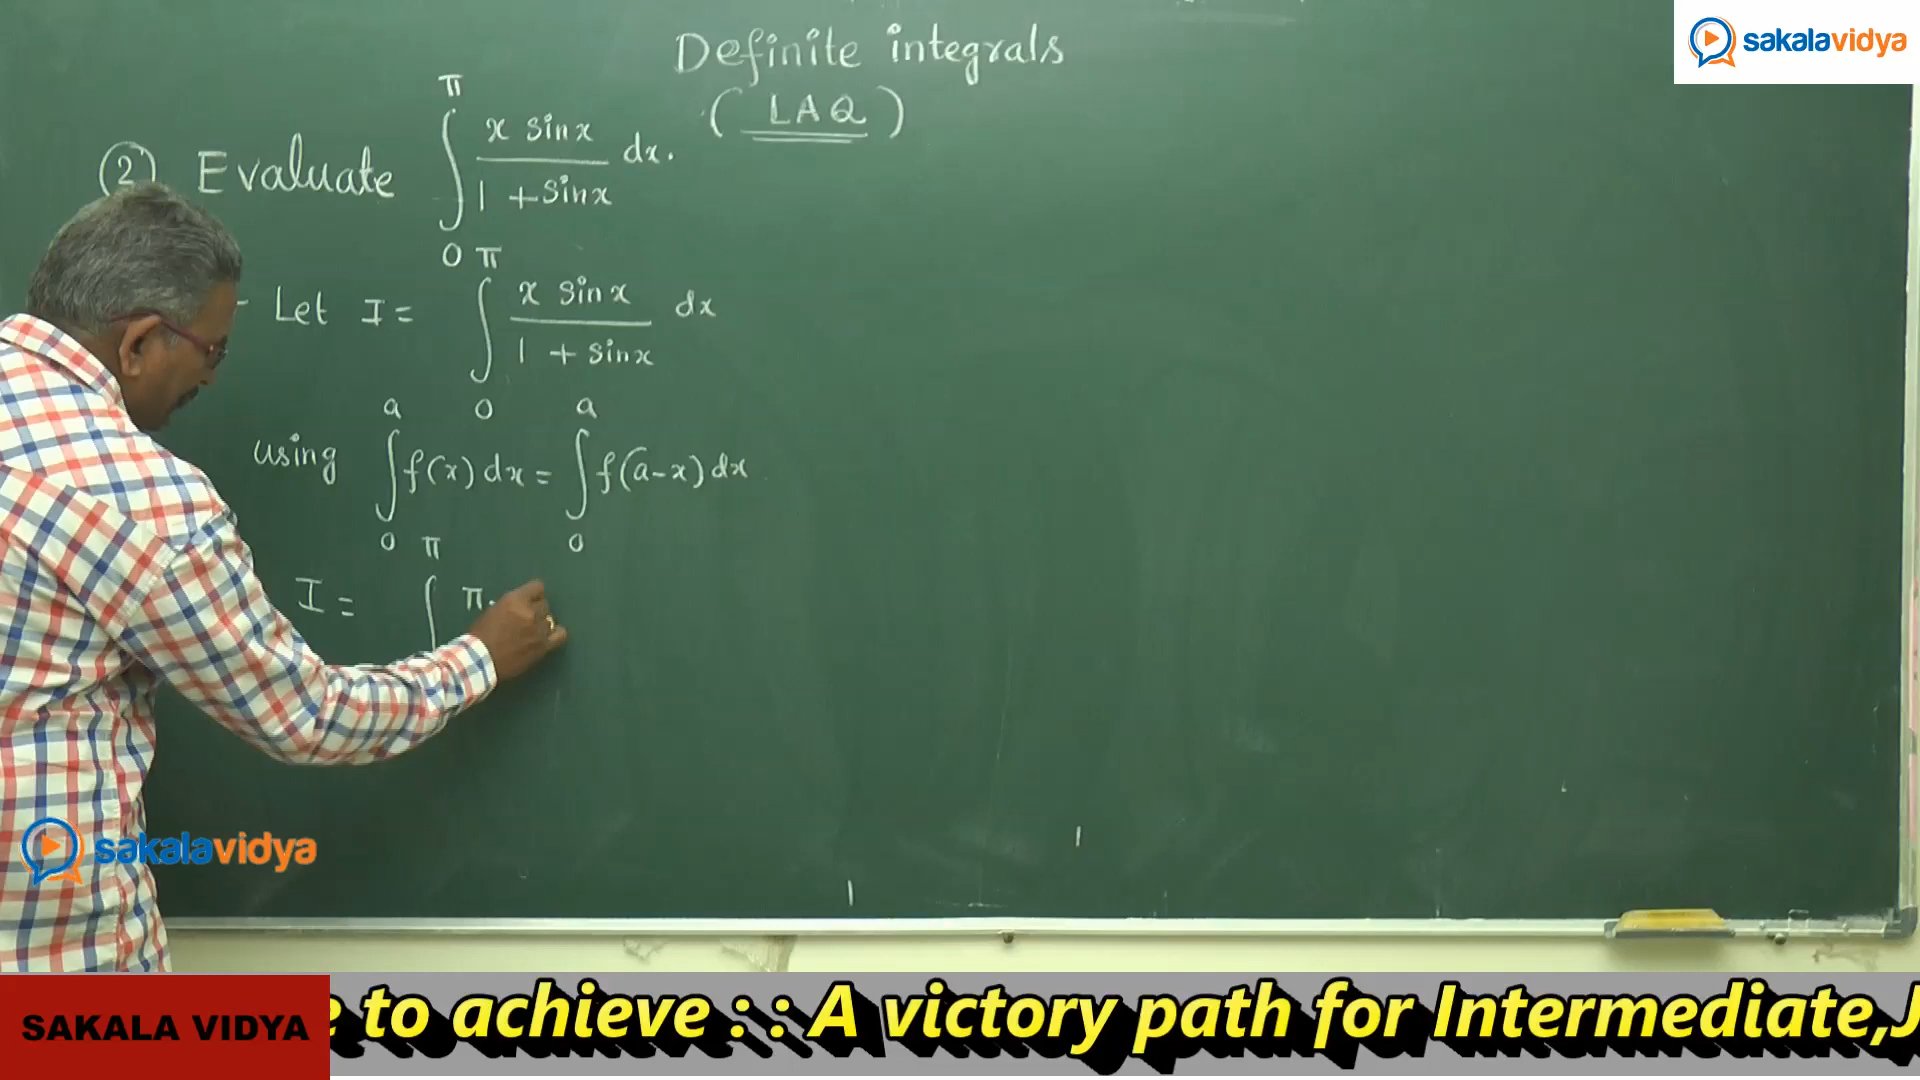 Definite integrals
( LAQ )
sakalavidya
(2) Evaluate ∫₀^π (x sinx)/(1 + sinx) dx.
Let I = ∫₀^π (x sinx)/(1 + sinx) dx
using ∫₀^a f(x) dx = ∫₀^a f(a-x) dx
I = ∫^π π
sakalavidya
SAKALA VIDYA
to achieve : : A victory path for Intermediate,J